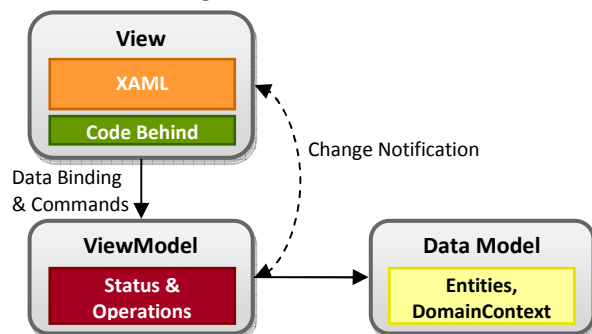 View
XAML
Code Behind
Change Notification
Data Binding
& Commands
ViewModel
Status &
Operations
Data Model
Entities,
DomainContext